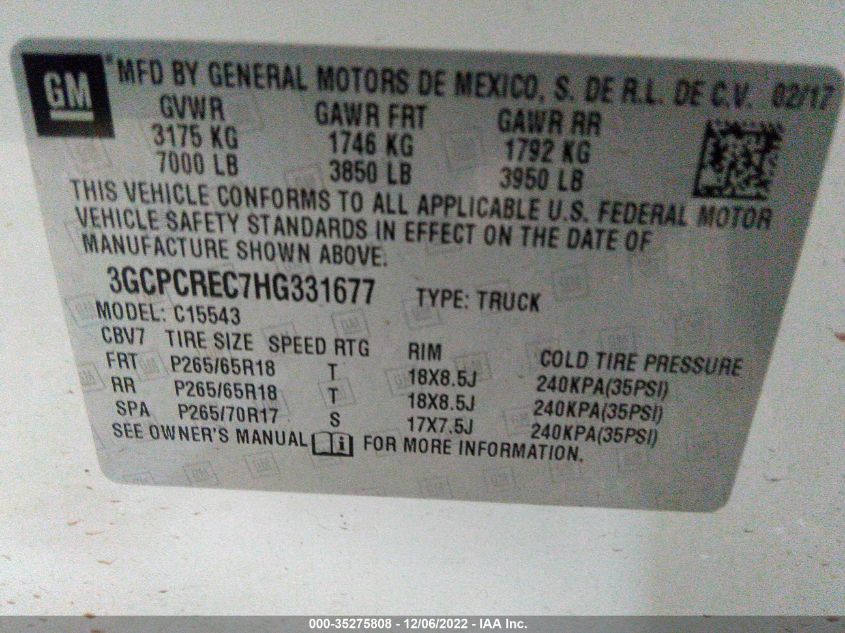 GM
*MFD BY GENERAL MOTORS DE MEXICO, S. DE R.L. DE C.V. 02/17
GVWR GAWR FRT GAWR RR
3175 KG 1746 KG 1792 KG
7000 LB 3850 LB 3950 LB
THIS VEHICLE CONFORMS TO ALL APPLICABLE U.S. FEDERAL MOTOR
VEHICLE SAFETY STANDARDS IN EFFECT ON THE DATE OF
MANUFACTURE SHOWN ABOVE.
3GCPCREC7HG331677 TYPE: TRUCK
MODEL: C15543
CBV7 TIRE SIZE SPEED RTG RIM COLD TIRE PRESSURE
FRT P265/65R18 T 18X8.5J 240KPA(35PSI)
RR P265/65R18 T 18X8.5J 240KPA(35PSI)
SPA P265/70R17 S 17X7.5J 240KPA(35PSI)
SEE OWNER'S MANUAL FOR MORE INFORMATION.
000-35275808 - 12/06/2022 - IAA Inc.